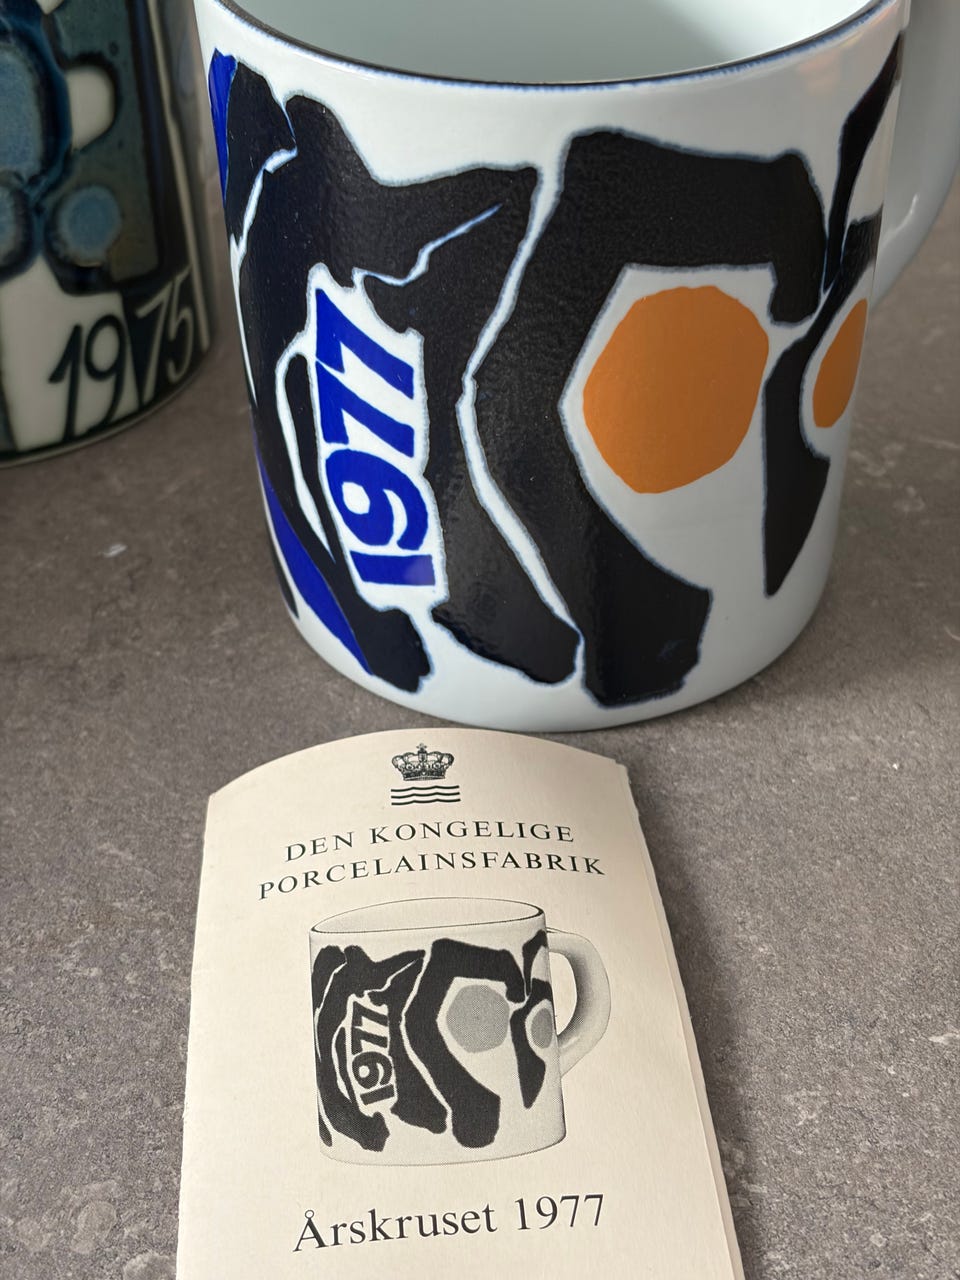 1975
1977
DEN KONGELIGE
PORCELAINSFABRIK
1977
Årskruset 1977